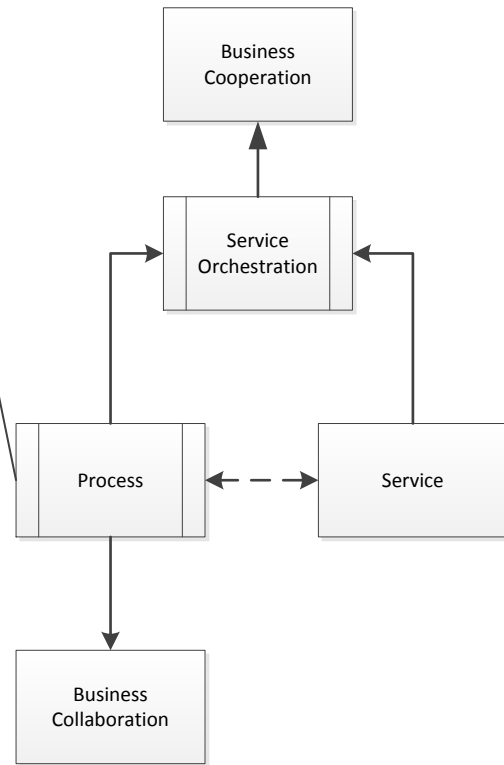 Business
Cooperation
Service
Orchestration
Process
Service
Business
Collaboration